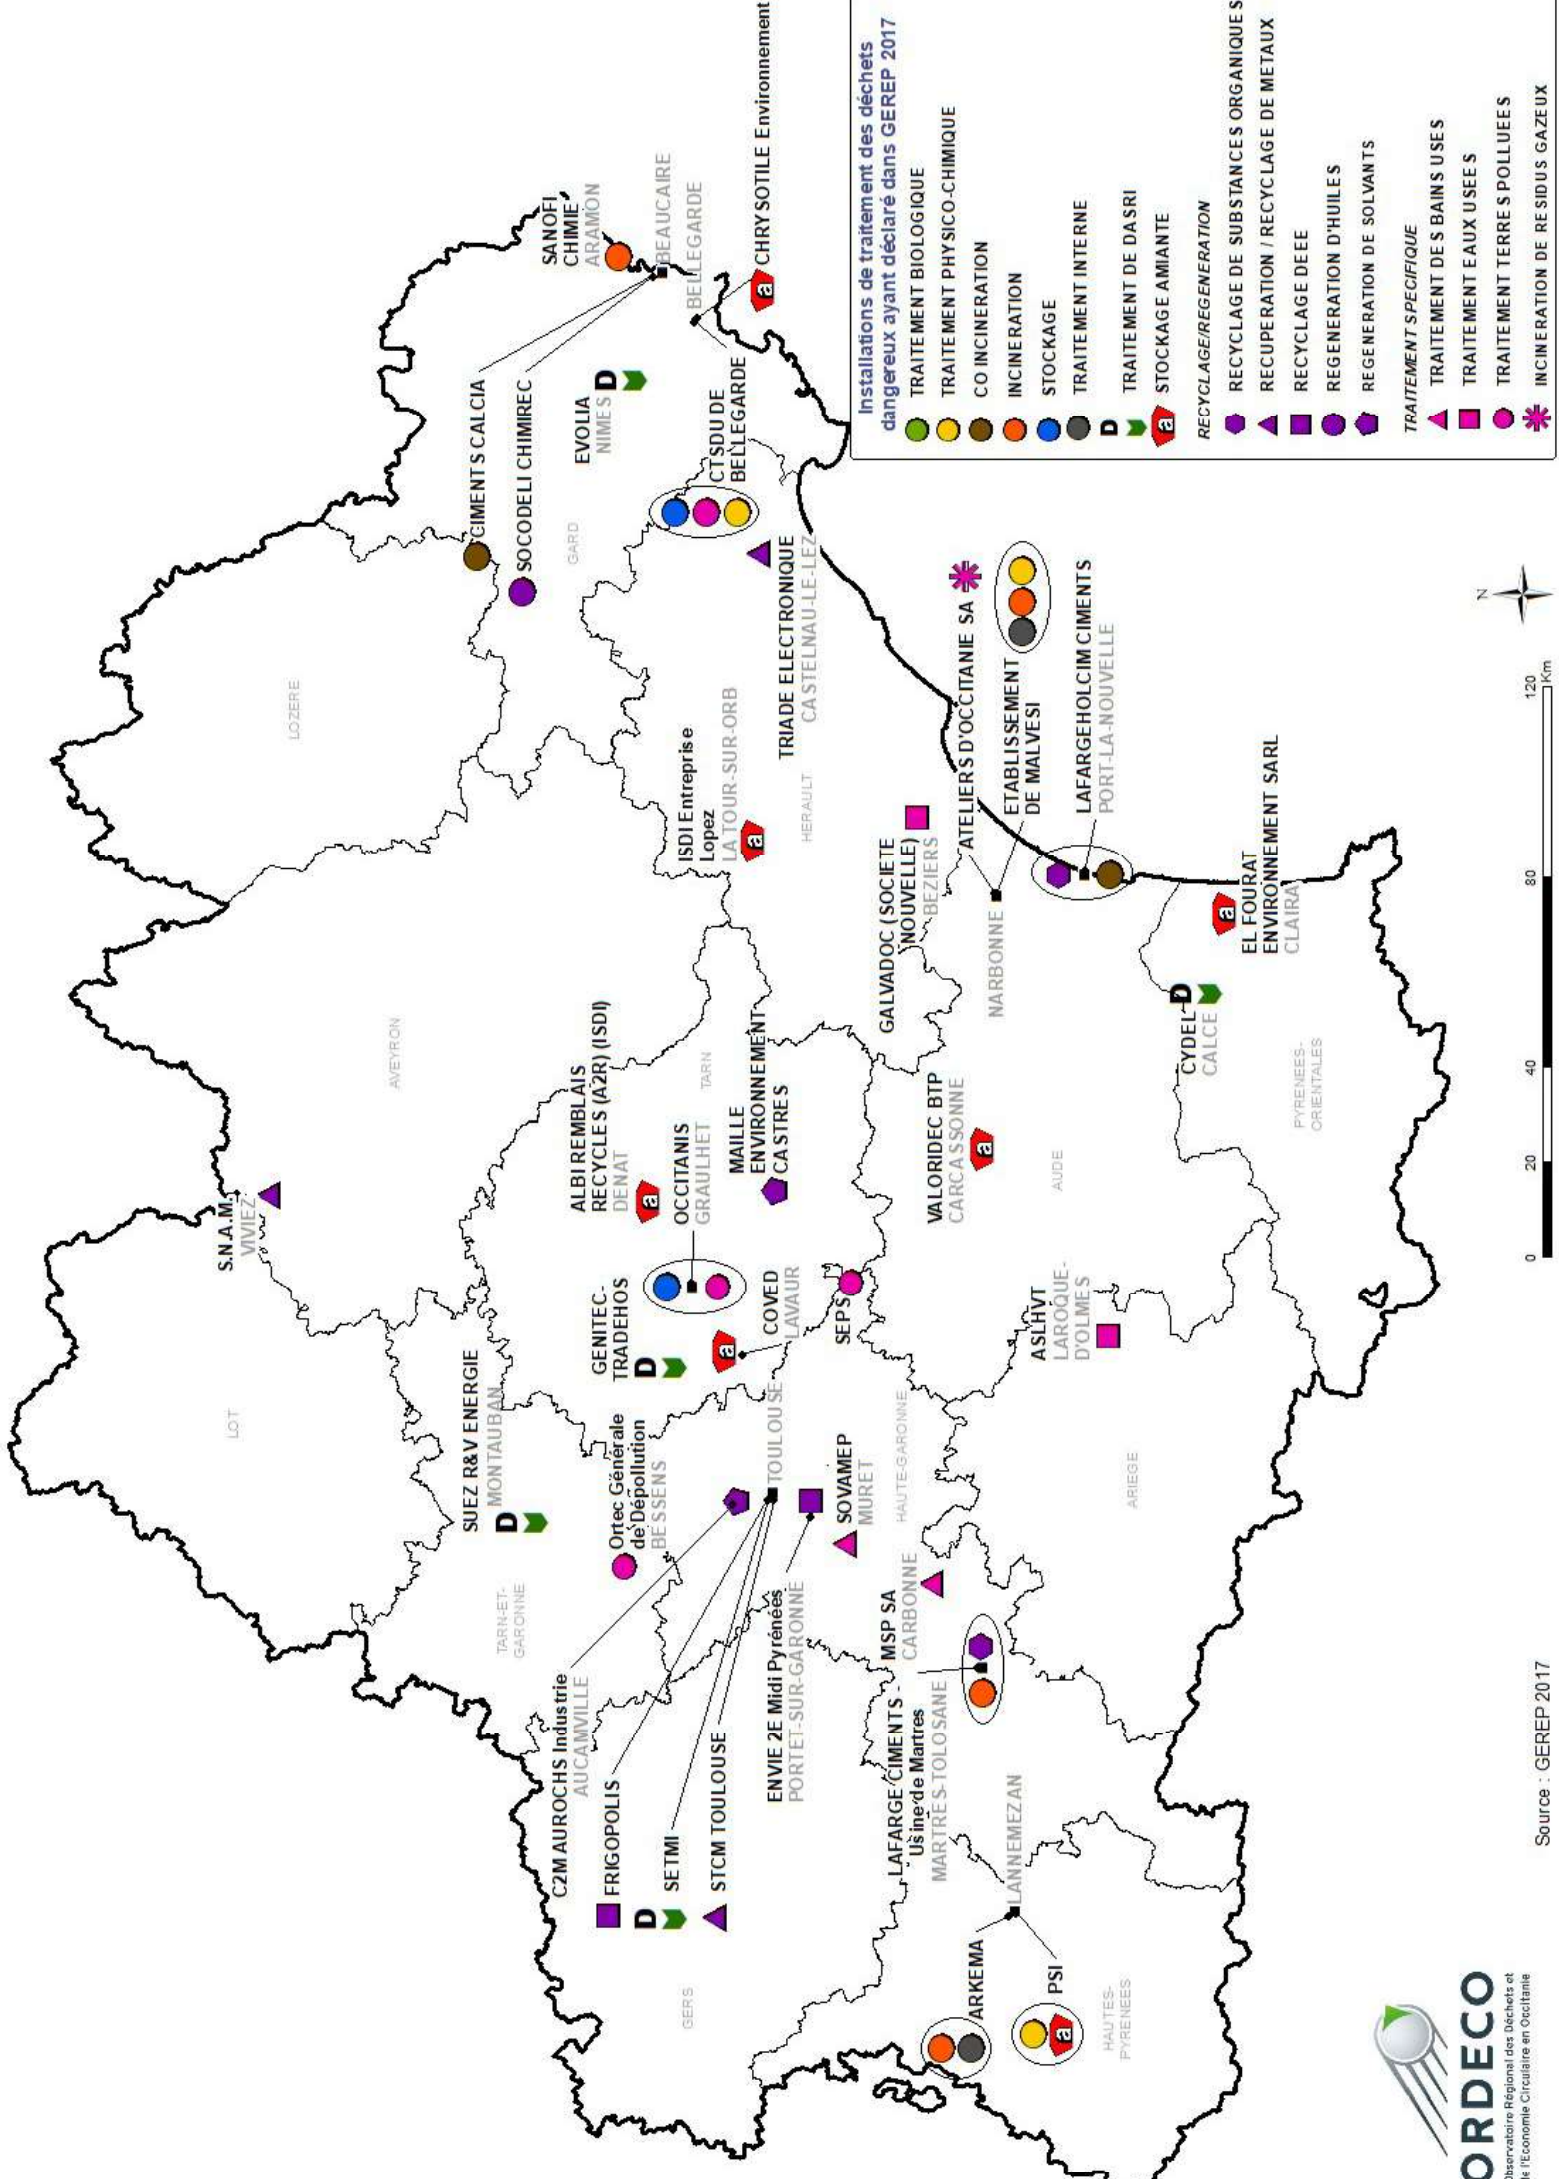 S.N.A.M.
VIVIEZ
LOT
LOZERE
AVEYRON
SUEZ R&V ENERGIE
MONTAUBAN
D
TARN-ET-
GARONNE
Ortec Générale
de Dépollution
BESSENS
GENITEC-
TRADEHOS
D
ALBI REMBLAIS
RECYCLES (A2R) (ISDI)
DENAT
a
OCCITANIS
GRAULHET
TARN
MAILLE
ENVIRONNEMENT
CASTRES
a
COVED
LAVAUR
SEPS
CIMENTS CALCIA
SOCODELI CHIMIREC
GARD
EVOLIA
NIMES
D
SANOFI
CHIMIE
ARAMON
BEAUCAIRE
BELLEGARDE
CHRYSOTILE Environnement
a
CTSDU DE
BELLEGARDE
TRIADE ELECTRONIQUE
CASTELNAU-LE-LEZ
ISDI Entreprise
Lopez
LA TOUR-SUR-ORB
a
HERAULT
C2M AUROCHS Industrie
AUCAMVILLE
FRIGOPOLIS
D
SETMI
STCM TOULOUSE
TOULOUSE
GERS
ENVIE 2E Midi Pyrénées
PORTET-SUR-GARONNE
SOVAMEP
MURET
HAUTE-GARONNE
MSP SA
CARBONNE
LAFARGE CIMENTS -
Usine de Martres
MARTRES-TOLOSANE
LANNEMEZAN
ARKEMA
PSI
a
HAUTES-
PYRENEES
ARIEGE
ASLHVT
LAROQUE-
D'OLMES
VALORIDEC BTP
CARCASSONNE
a
AUDE
GALVADOC (SOCIETE
NOUVELLE)
BEZIERS
ATELIERS D'OCCITANIE SA
NARBONNE
ETABLISSEMENT
DE MALVESI
LAFARGEHOLCIM CIMENTS
PORT-LA-NOUVELLE
a
EL FOURAT
ENVIRONNEMENT SARL
CLAIRA
CYDEL
CALCE
D
PYRENEES-
ORIENTALES
Installations de traitement des déchets
dangereux ayant déclaré dans GEREP 2017
TRAITEMENT BIOLOGIQUE
TRAITEMENT PHYSICO-CHIMIQUE
CO INCINERATION
INCINERATION
STOCKAGE
TRAITEMENT INTERNE
D TRAITEMENT DE DASRI
a STOCKAGE AMIANTE
RECYCLAGE/REGENERATION
RECYCLAGE DE SUBSTANCES ORGANIQUES
RECUPERATION / RECYCLAGE DE METAUX
RECYCLAGE DEEE
REGENERATION D'HUILES
REGENERATION DE SOLVANTS
TRAITEMENT SPECIFIQUE
TRAITEMENT DES BAINS USES
TRAITEMENT EAUX USEES
TRAITEMENT TERRES POLLUEES
INCINERATION DE RESIDUS GAZEUX
N
0 20 40 80 120
Km
Source : GEREP 2017
ORDECO
Observatoire Régional des Déchets et
de l'Economie Circulaire en Occitanie